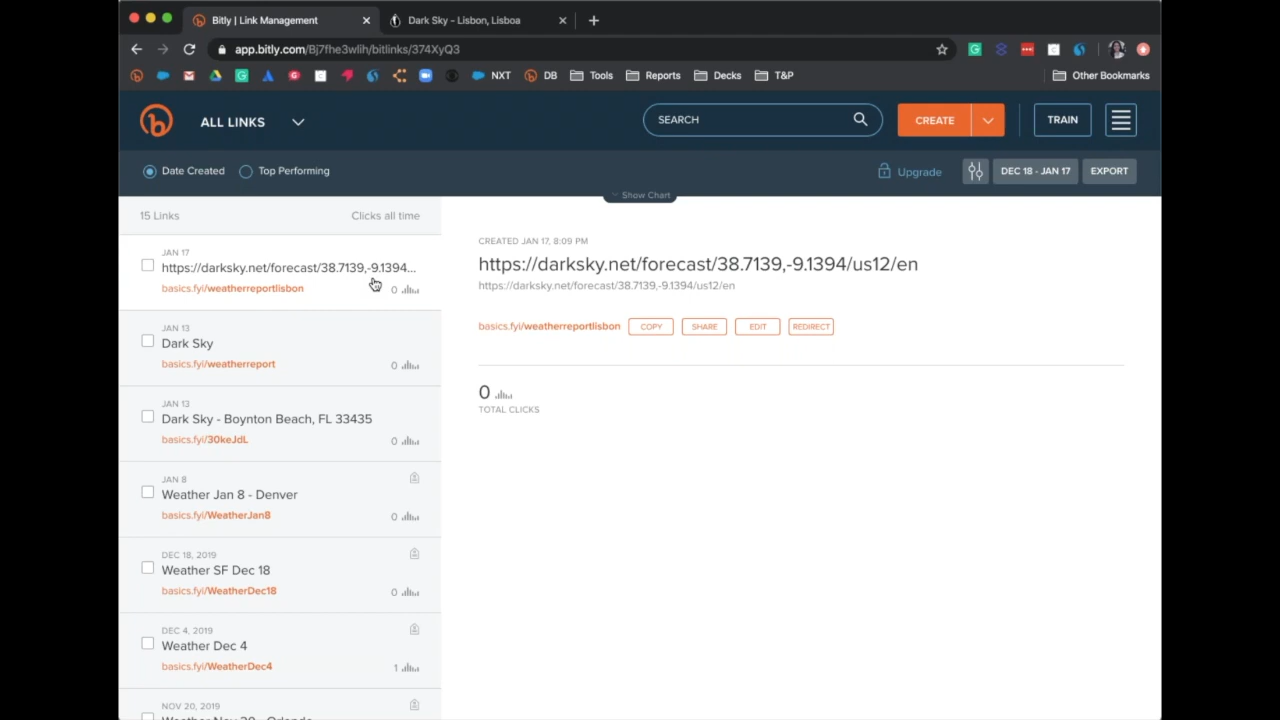 Bitly | Link Management
Dark Sky - Lisbon, Lisboa
app.bitly.com/Bj7fhe3wlih/bitlinks/374XyQ3
NXT
DB
Tools
Reports
Decks
T&P
Other Bookmarks
ALL LINKS
SEARCH
CREATE
TRAIN
Date Created
Top Performing
Upgrade
DEC 18 - JAN 17
EXPORT
Show Chart
15 Links
Clicks all time
JAN 17
https://darksky.net/forecast/38.7139,-9.1394...
basics.fyi/weatherreportlisbon
0
JAN 13
Dark Sky
basics.fyi/weatherreport
0
JAN 13
Dark Sky - Boynton Beach, FL 33435
basics.fyi/30keJdL
0
JAN 8
Weather Jan 8 - Denver
basics.fyi/WeatherJan8
0
DEC 18, 2019
Weather SF Dec 18
basics.fyi/WeatherDec18
0
DEC 4, 2019
Weather Dec 4
basics.fyi/WeatherDec4
1
NOV 20, 2019
Weather Nov 20 - Orlando
CREATED JAN 17, 8:09 PM
https://darksky.net/forecast/38.7139,-9.1394/us12/en
https://darksky.net/forecast/38.7139,-9.1394/us12/en
basics.fyi/weatherreportlisbon
COPY
SHARE
EDIT
REDIRECT
0
TOTAL CLICKS